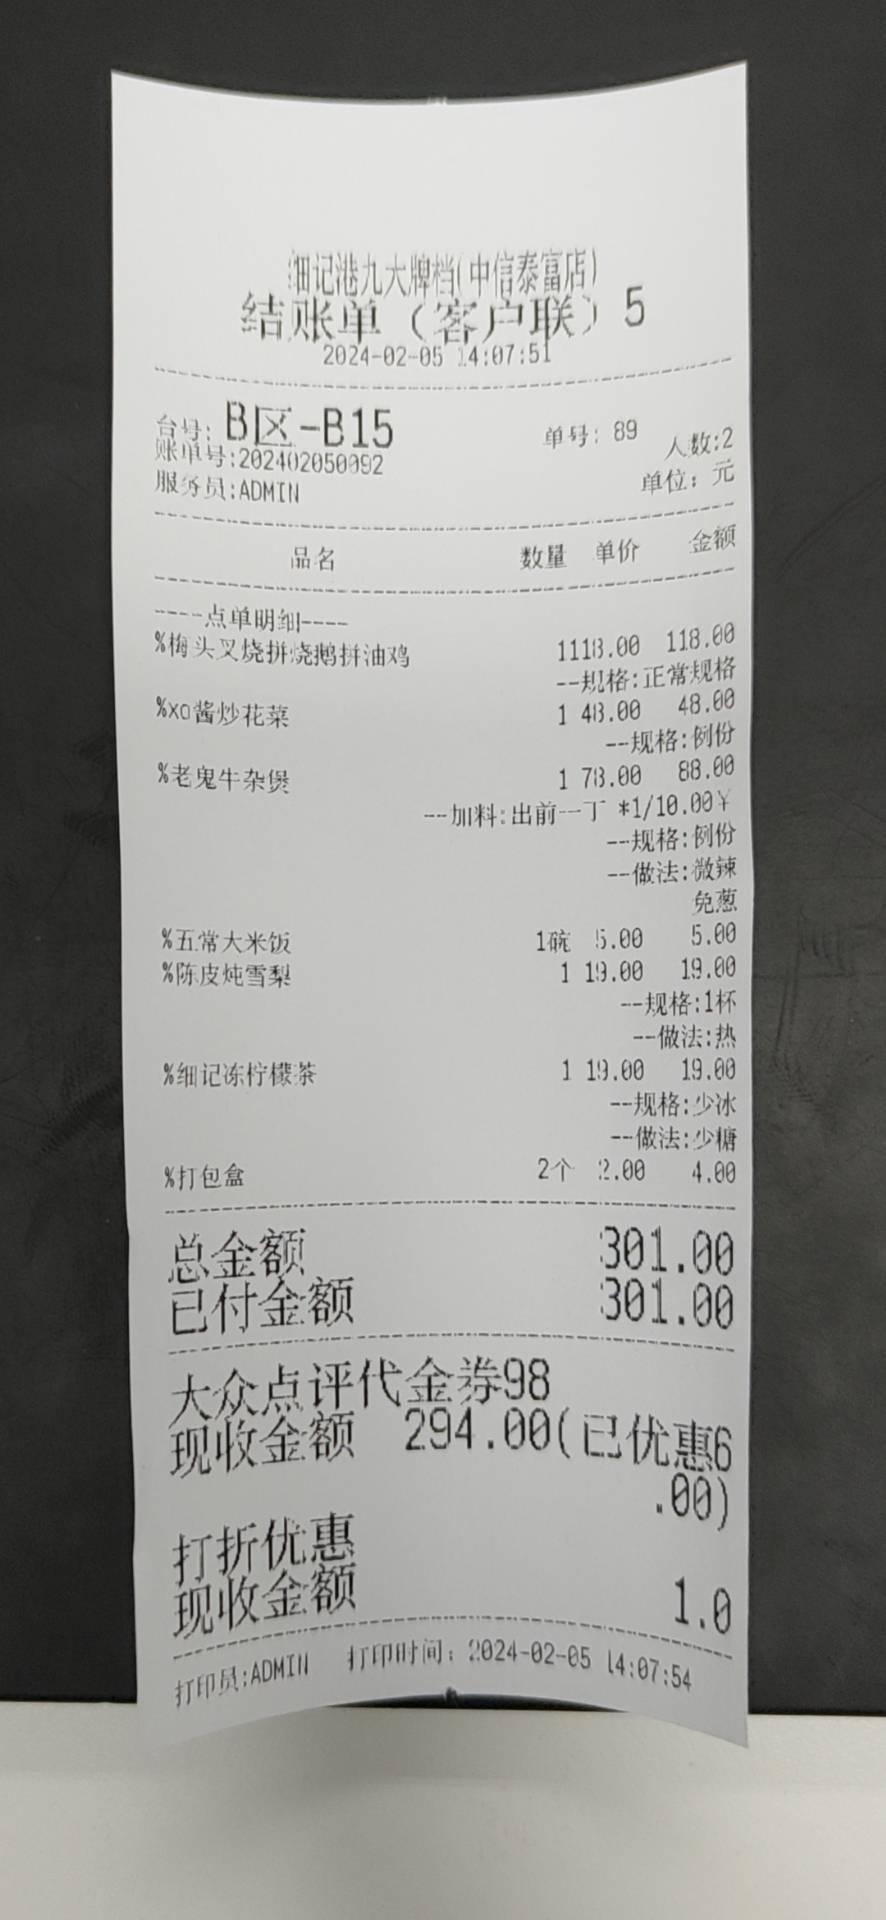 细记港九大牌档(中信泰富店)
结账单（客户联）5
2024-02-05 14:07:51
台号: B区-B15 单号: 89
账单号:202402050092 人数:2
服务员:ADMIN 单位: 元
品名 数量 单价 金额
----点单明细----
%梅头叉烧拼烧鹅拼油鸡 1118.00 118.00
--规格:正常规格
%xo酱炒花菜 1 48.00 48.00
--规格:例份
%老鬼牛杂煲 1 78.00 88.00
--加料:出前一丁 *1/10.00￥
--规格:例份
--做法:微辣
免葱
%五常大米饭 1碗 5.00 5.00
%陈皮炖雪梨 1 19.00 19.00
--规格:1杯
--做法:热
%细记冻柠檬茶 1 19.00 19.00
--规格:少冰
--做法:少糖
%打包盒 2个 2.00 4.00
总金额 301.00
已付金额 301.00
大众点评代金券98
现收金额 294.00(已优惠6
.00)
打折优惠
现收金额 1.0
打印员:ADMIN 打印时间: 2024-02-05 14:07:54